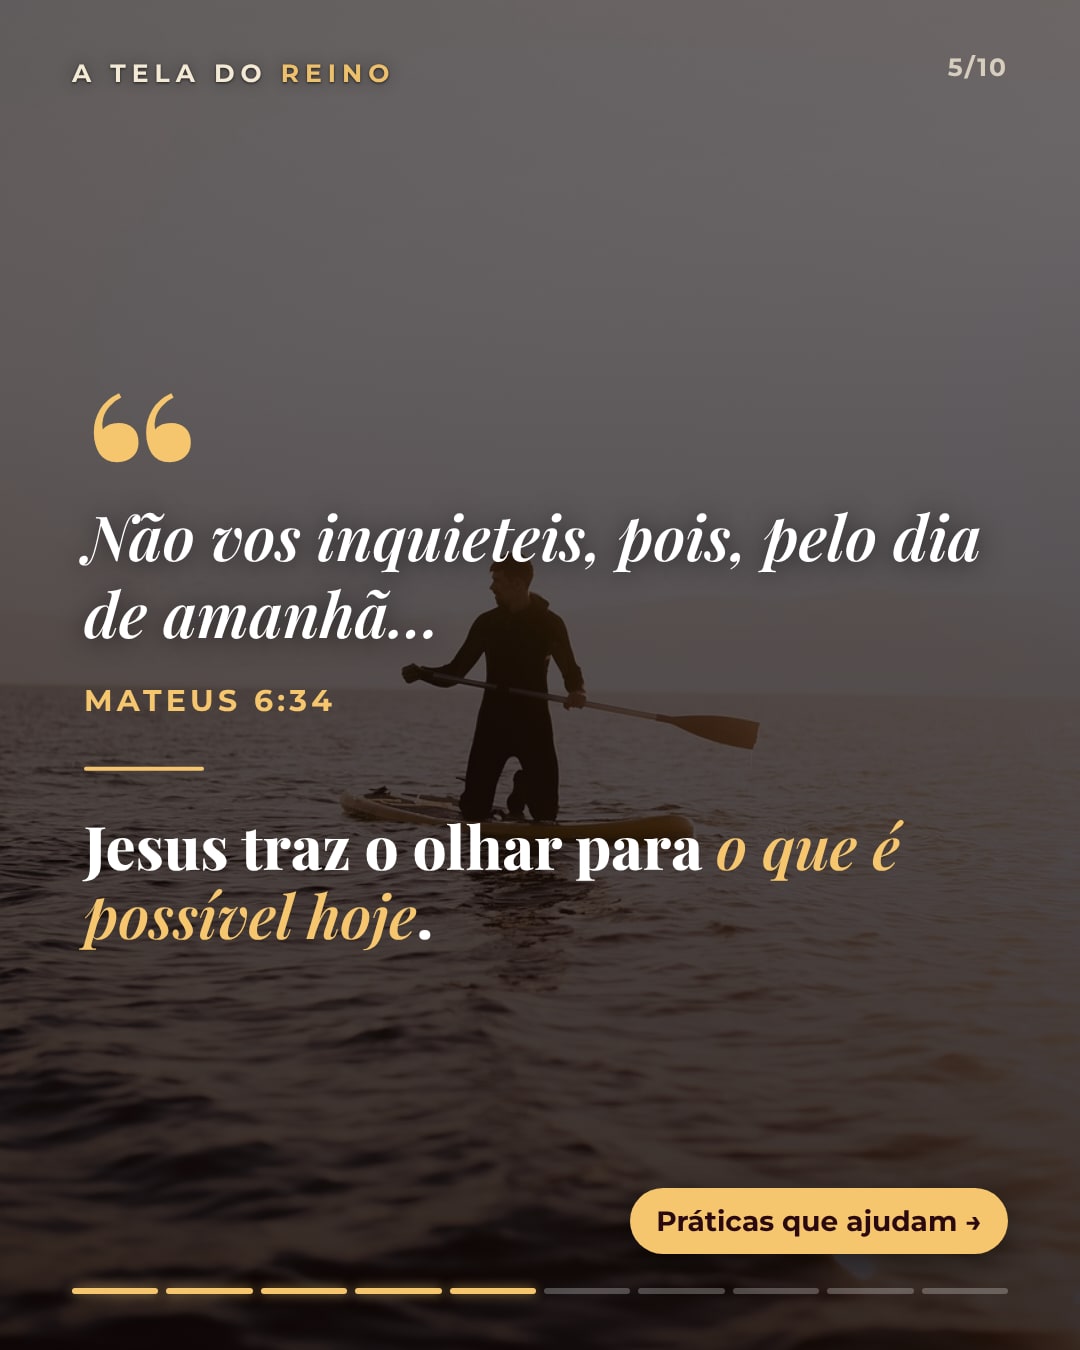 A TELA DO REINO
5/10
“
Não vos inquieteis, pois, pelo dia
de amanhã...
MATEUS 6:34
Jesus traz o olhar para o que é
possível hoje.
Práticas que ajudam →